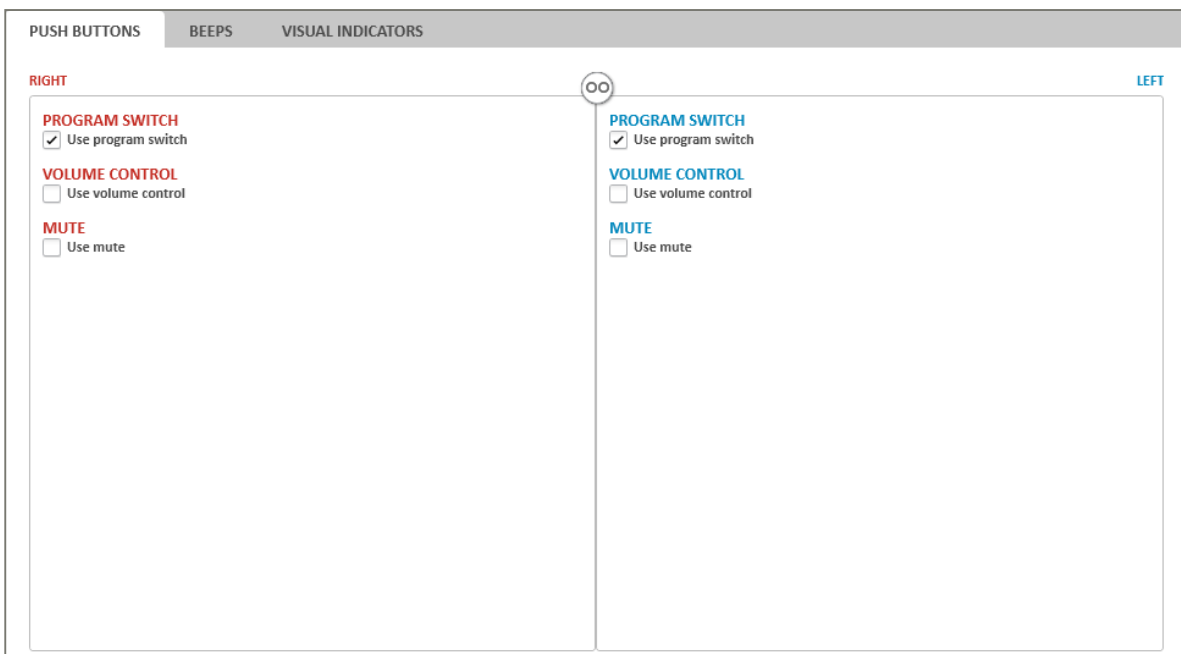 PUSH BUTTONS BEEPS VISUAL INDICATORS
RIGHT LEFT
PROGRAM SWITCH
Use program switch
VOLUME CONTROL
Use volume control
MUTE
Use mute
PROGRAM SWITCH
Use program switch
VOLUME CONTROL
Use volume control
MUTE
Use mute